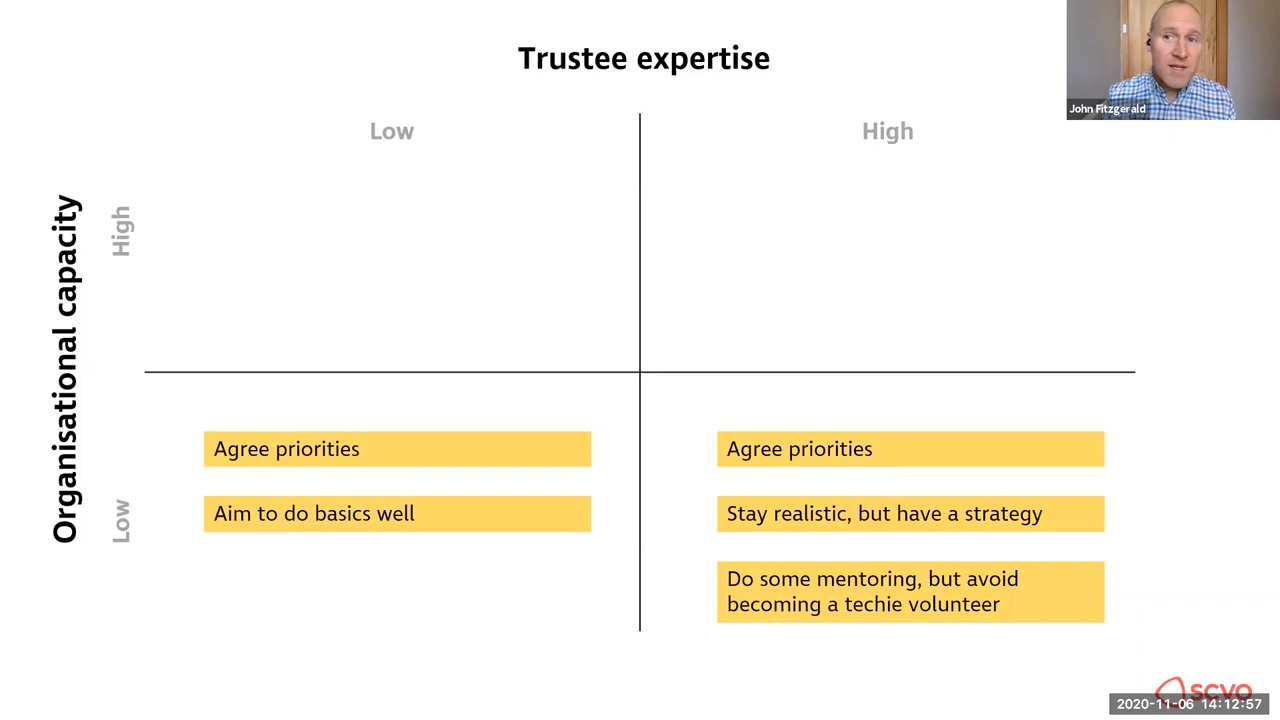 Trustee expertise
John Fitzgerald
Low
High
Organisational capacity
High
Low
Agree priorities
Aim to do basics well
Agree priorities
Stay realistic, but have a strategy
Do some mentoring, but avoid
becoming a techie volunteer
scvo
2020-11-06 14:12:57